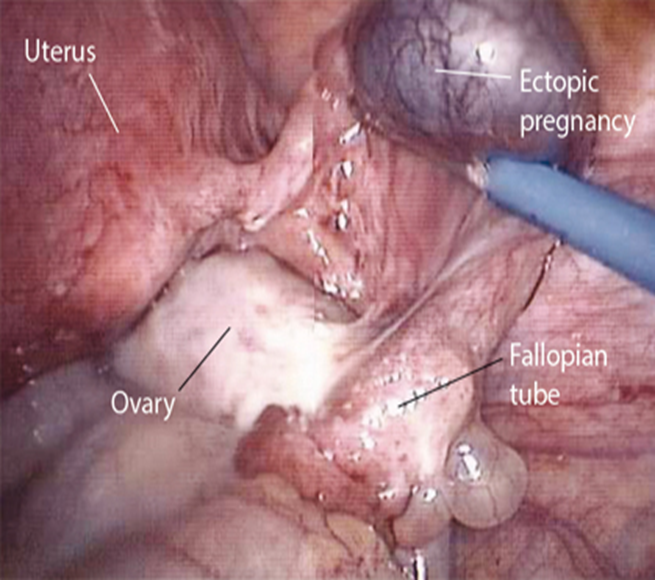 Uterus
Ectopic
pregnancy
Ovary
Fallopian
tube